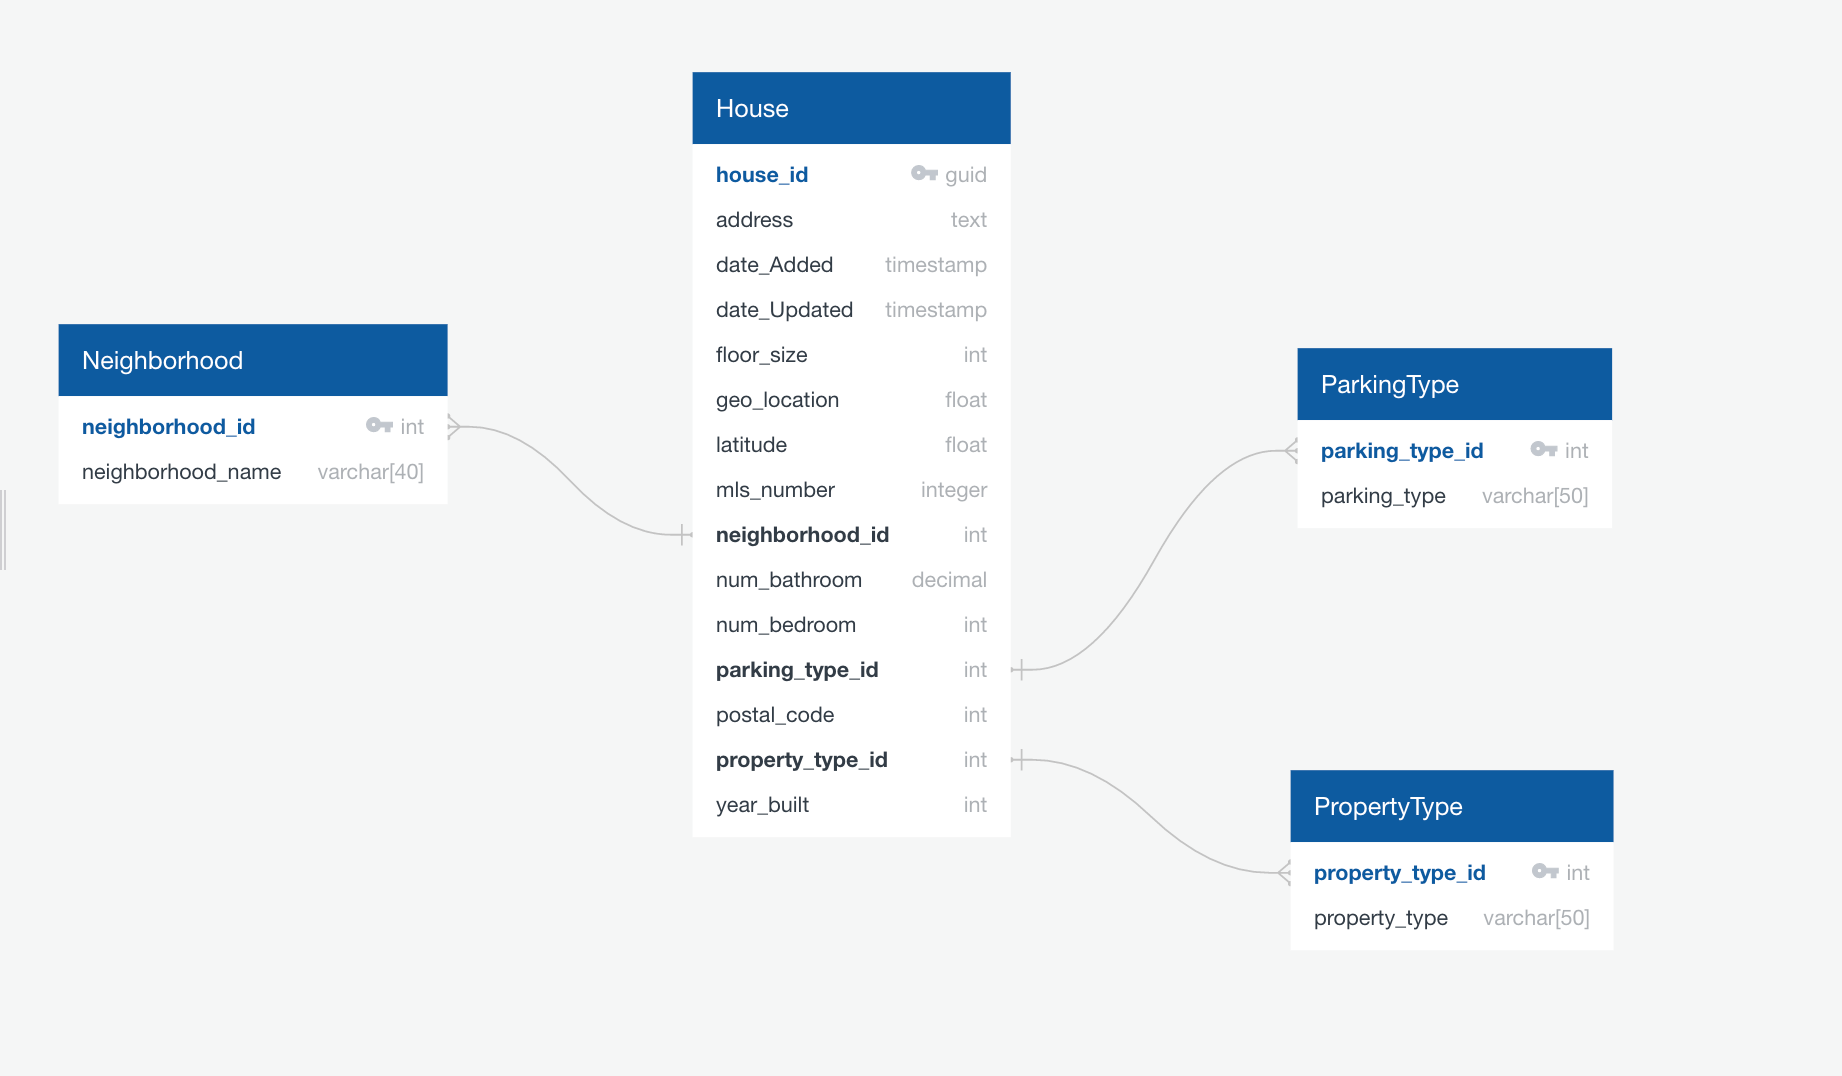 House
house_id guid
address text
date_Added timestamp
date_Updated timestamp
floor_size int
geo_location float
latitude float
mls_number integer
neighborhood_id int
num_bathroom decimal
num_bedroom int
parking_type_id int
postal_code int
property_type_id int
year_built int
Neighborhood
neighborhood_id int
neighborhood_name varchar[40]
ParkingType
parking_type_id int
parking_type varchar[50]
PropertyType
property_type_id int
property_type varchar[50]